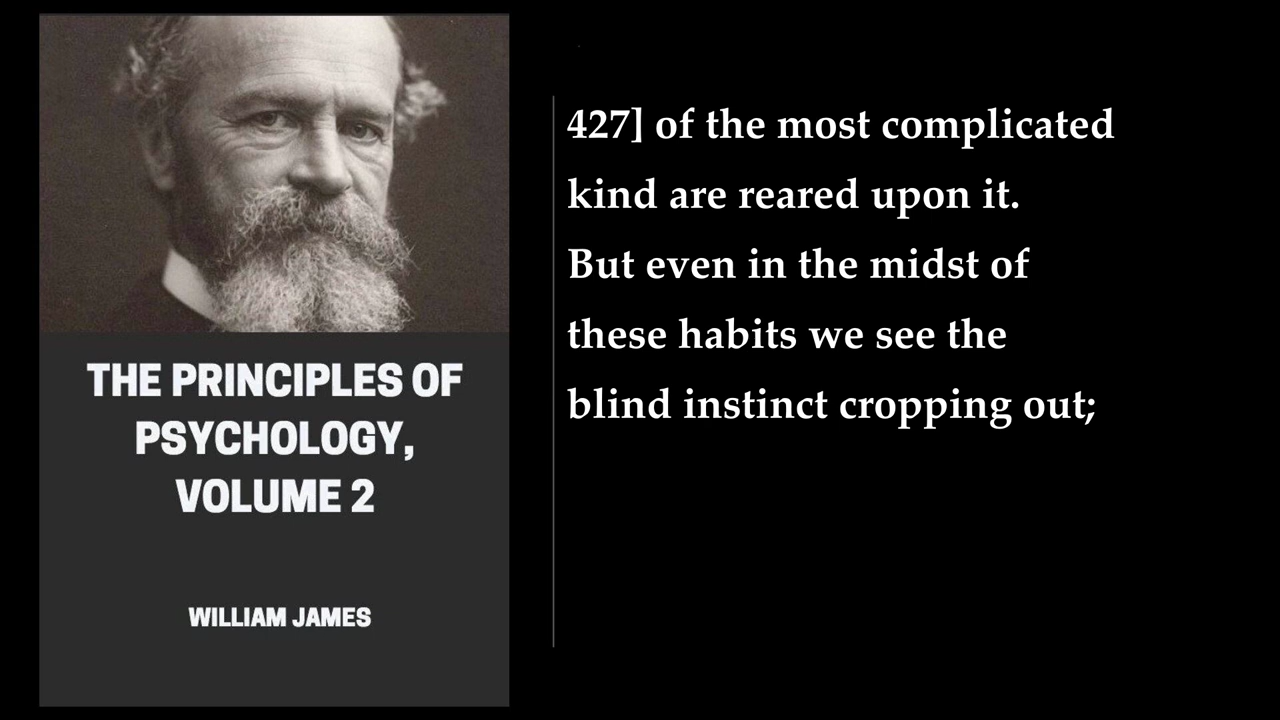 THE PRINCIPLES OF
PSYCHOLOGY,
VOLUME 2
WILLIAM JAMES
427] of the most complicated
kind are reared upon it.
But even in the midst of
these habits we see the
blind instinct cropping out;